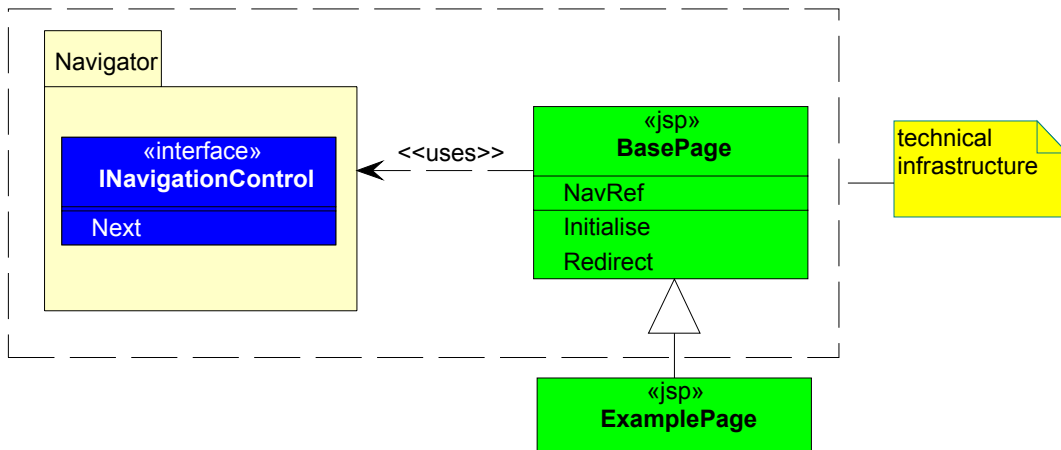 Navigator
«interface»
INavigationControl
Next
<<uses>>
«jsp»
BasePage
NavRef
Initialise
Redirect
technical
infrastructure
«jsp»
ExamplePage